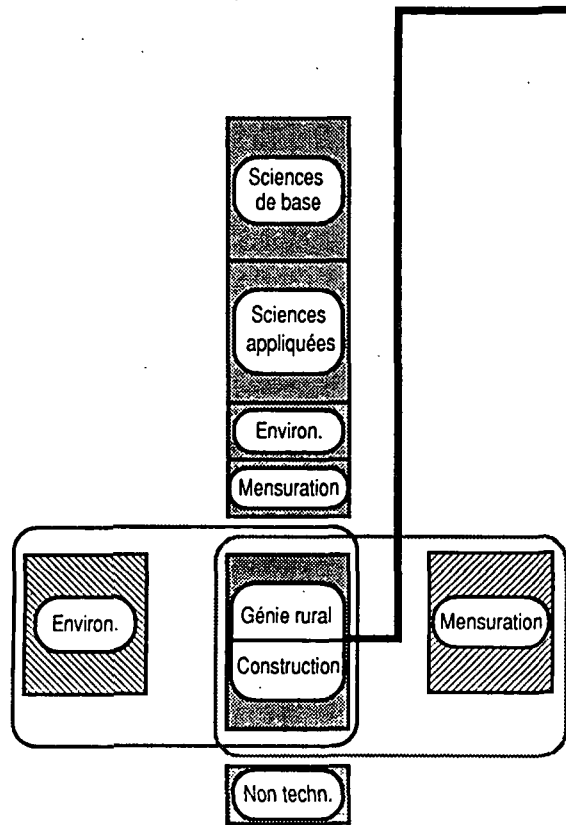 Sciences
de base
Sciences
appliquées
Environ.
Mensuration
Environ.
Génie rural
Construction
Mensuration
Non techn.